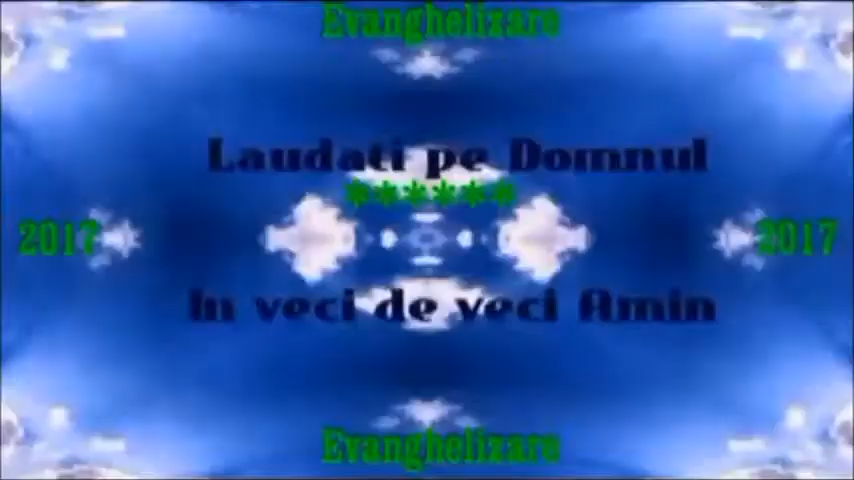 Evanghelizare
Laudati pe Domnul
******
2017 2017
In veci de veci Amin
Evanghelizare